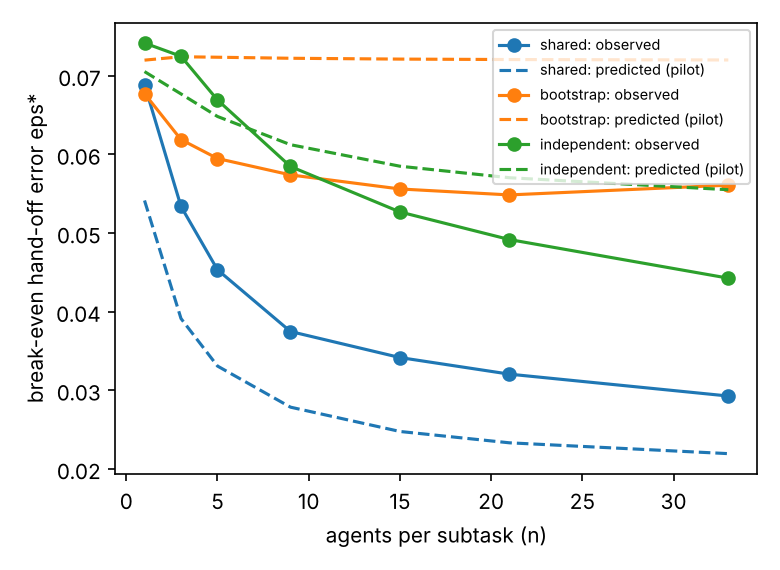 shared: observed
shared: predicted (pilot)
bootstrap: observed
bootstrap: predicted (pilot)
independent: observed
independent: predicted (pilot)
break-even hand-off error eps*
0.07
0.06
0.05
0.04
0.03
0.02
0 5 10 15 20 25 30
agents per subtask (n)